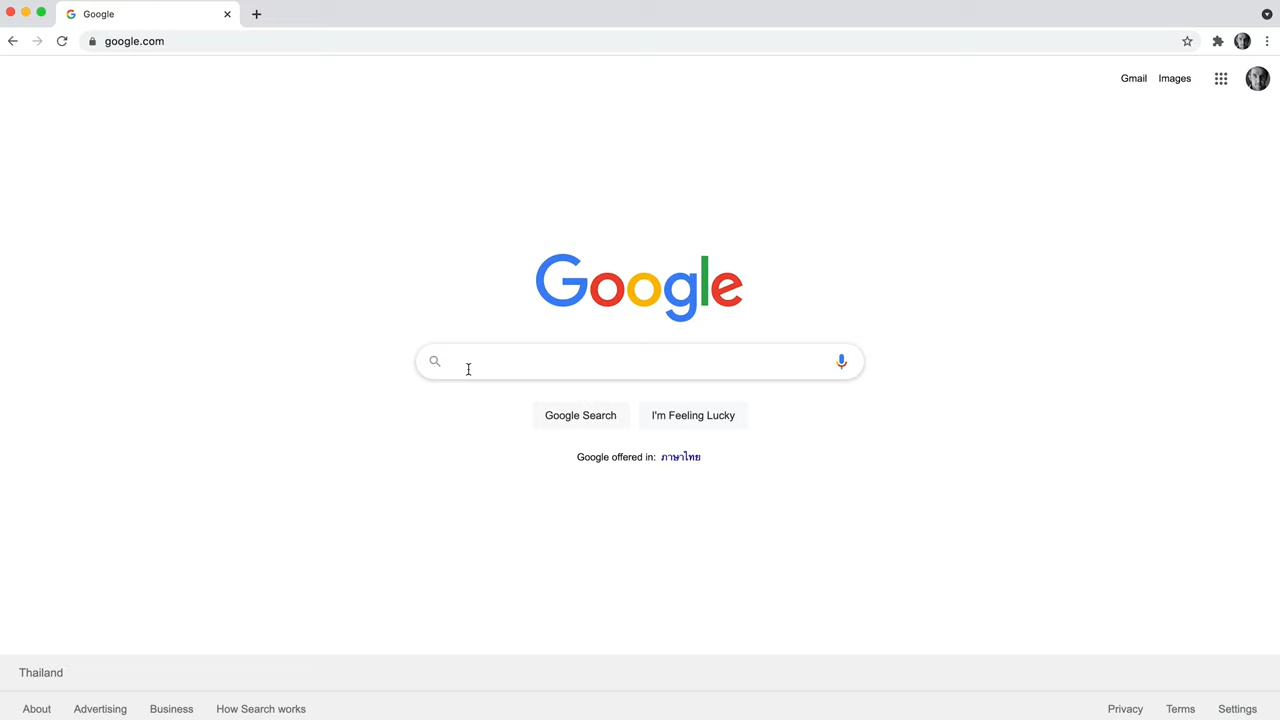 Google
google.com
Gmail Images
Google
Google Search I'm Feeling Lucky
Google offered in: ภาษาไทย
Thailand
About Advertising Business How Search works Privacy Terms Settings